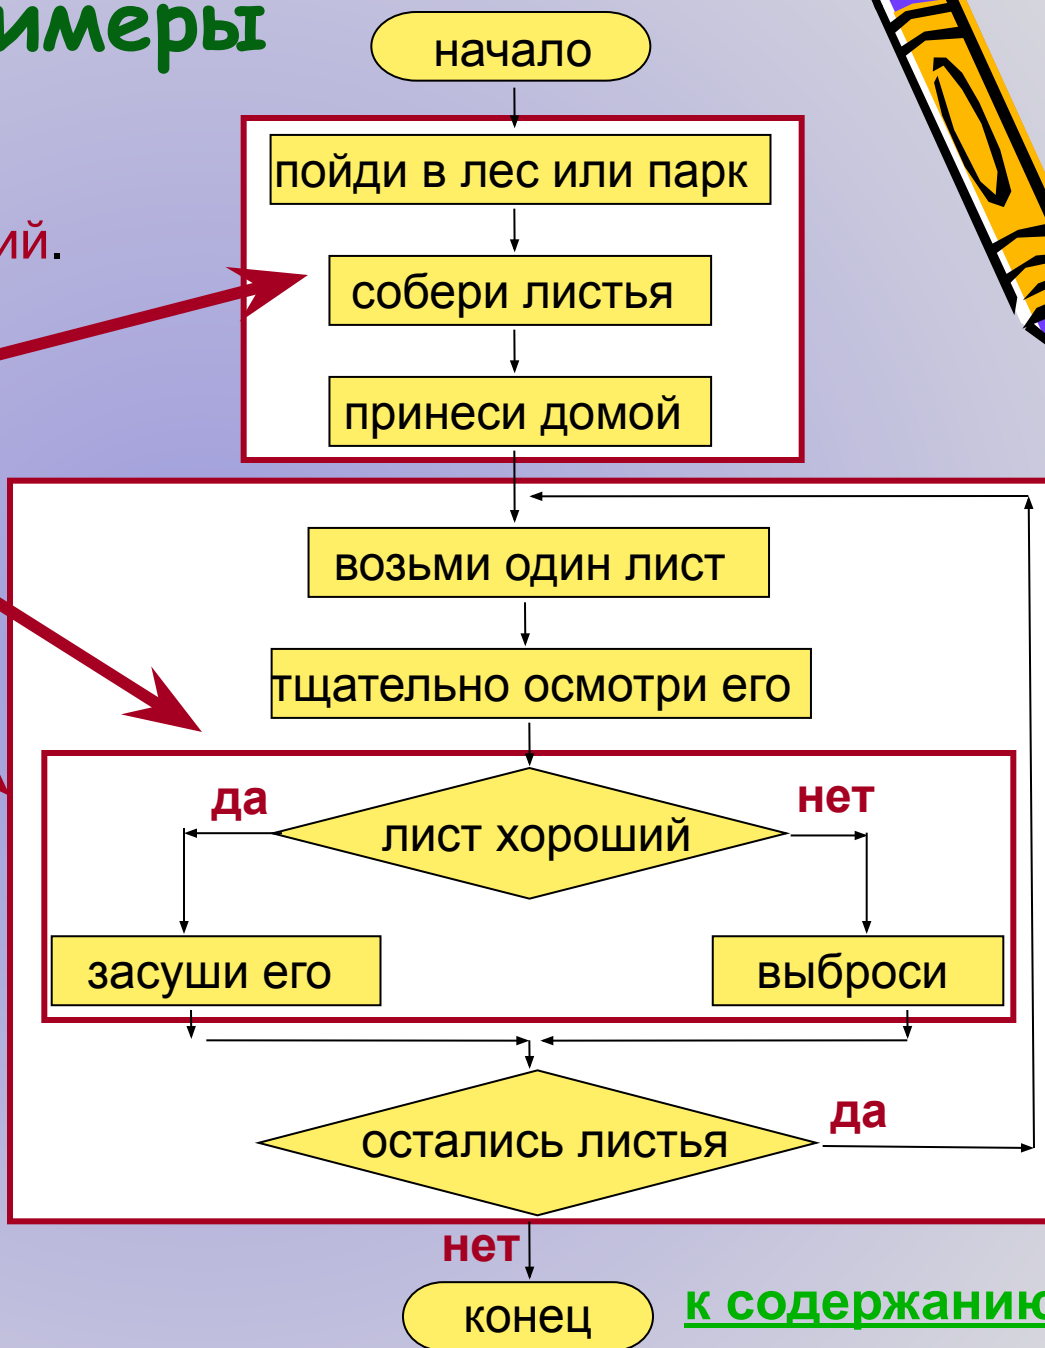 имеры
начало
пойди в лес или парк
ий.
собери листья
принеси домой
возьми один лист
тщательно осмотри его
да
нет
лист хороший
засуши его
выброси
да
остались листья
нет
конец
к содержанию